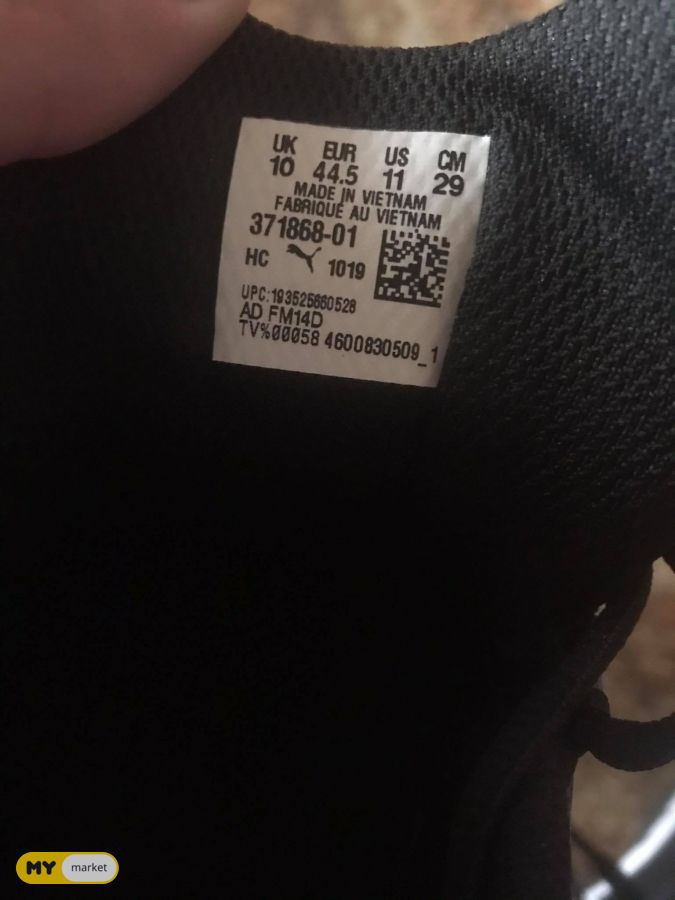 UK EUR US CM
10 44.5 11 29
MADE IN VIETNAM
FABRIQUÉ AU VIETNAM
371868-01
HC 1019
UPC:193525660528
AD FM14D
TV%00058 4600830509_1
MY market